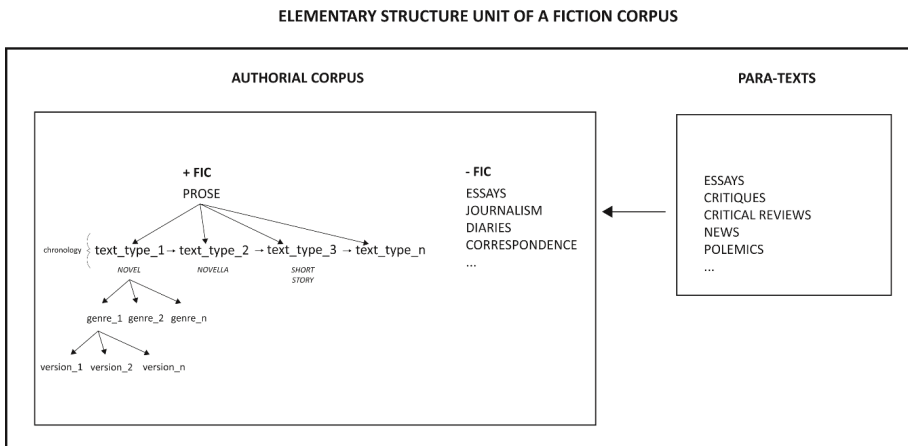 ELEMENTARY STRUCTURE UNIT OF A FICTION CORPUS
AUTHORIAL CORPUS
+ FIC
PROSE
chronology
text_type_1 → text_type_2 → text_type_3 → text_type_n
NOVEL
NOVELLA
SHORT
STORY
genre_1 genre_2 genre_n
version_1 version_2 version_n
- FIC
ESSAYS
JOURNALISM
DIARIES
CORRESPONDENCE
...
PARA-TEXTS
ESSAYS
CRITIQUES
CRITICAL REVIEWS
NEWS
POLEMICS
...